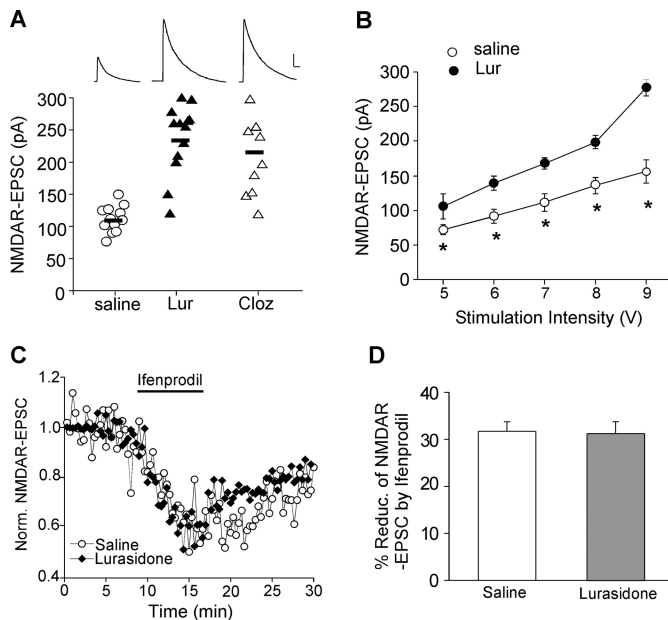 A
NMDAR-EPSC (pA)
300
250
200
150
100
50
0
saline Lur Cloz
B
saline
Lur
NMDAR-EPSC (pA)
300
250
200
150
100
50
0
* * * * *
5 6 7 8 9
Stimulation Intensity (V)
C
Ifenprodil
Norm. NMDAR-EPSC
1.2
1.0
0.8
0.6
0.4
Saline
Lurasidone
0 5 10 15 20 25 30
Time (min)
D
% Reduc. of NMDAR
-EPSC by Ifenprodil
40
30
20
10
0
Saline Lurasidone